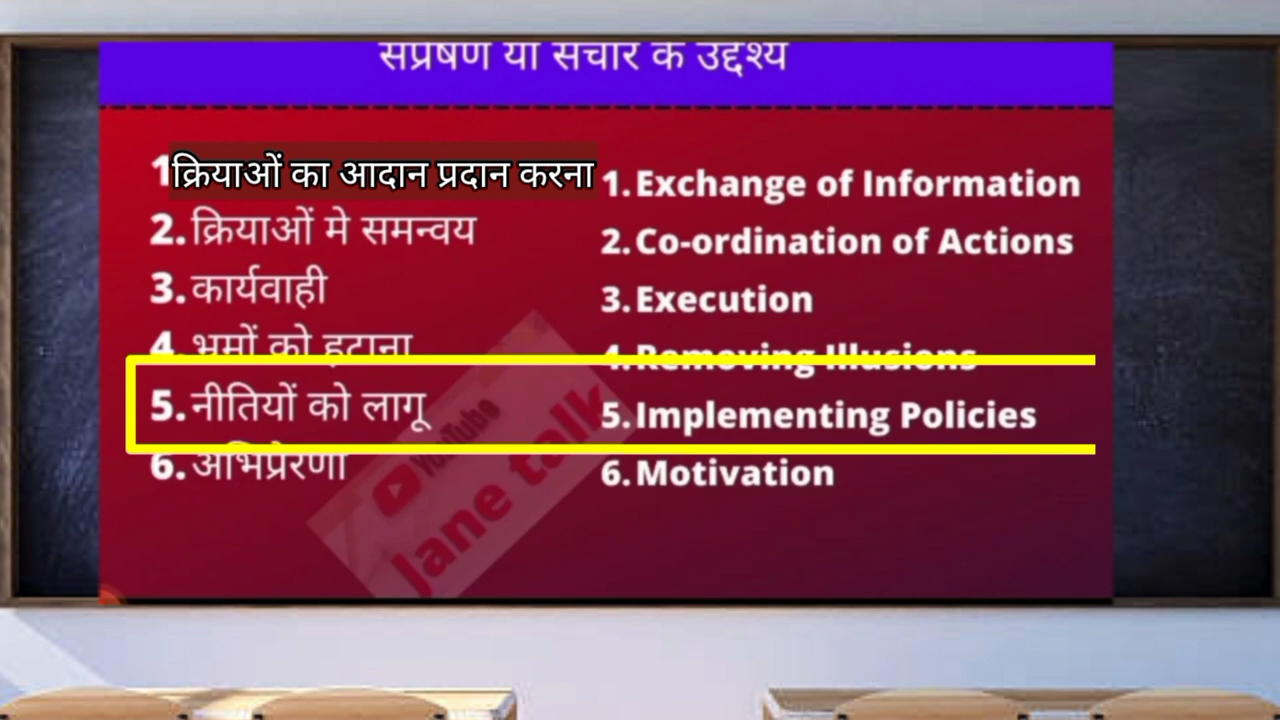 संप्रेषण या संचार के उद्देश्य
1क्रियाओं का आदान प्रदान करना
2. क्रियाओं मे समन्वय
3. कार्यवाही
4. भ्रमों को हटाना
5. नीतियों को लागू
6. अभिप्रेरणा
1. Exchange of Information
2. Co-ordination of Actions
3. Execution
4. Removing Illusions
5. Implementing Policies
6. Motivation
YouTube
Jane talk